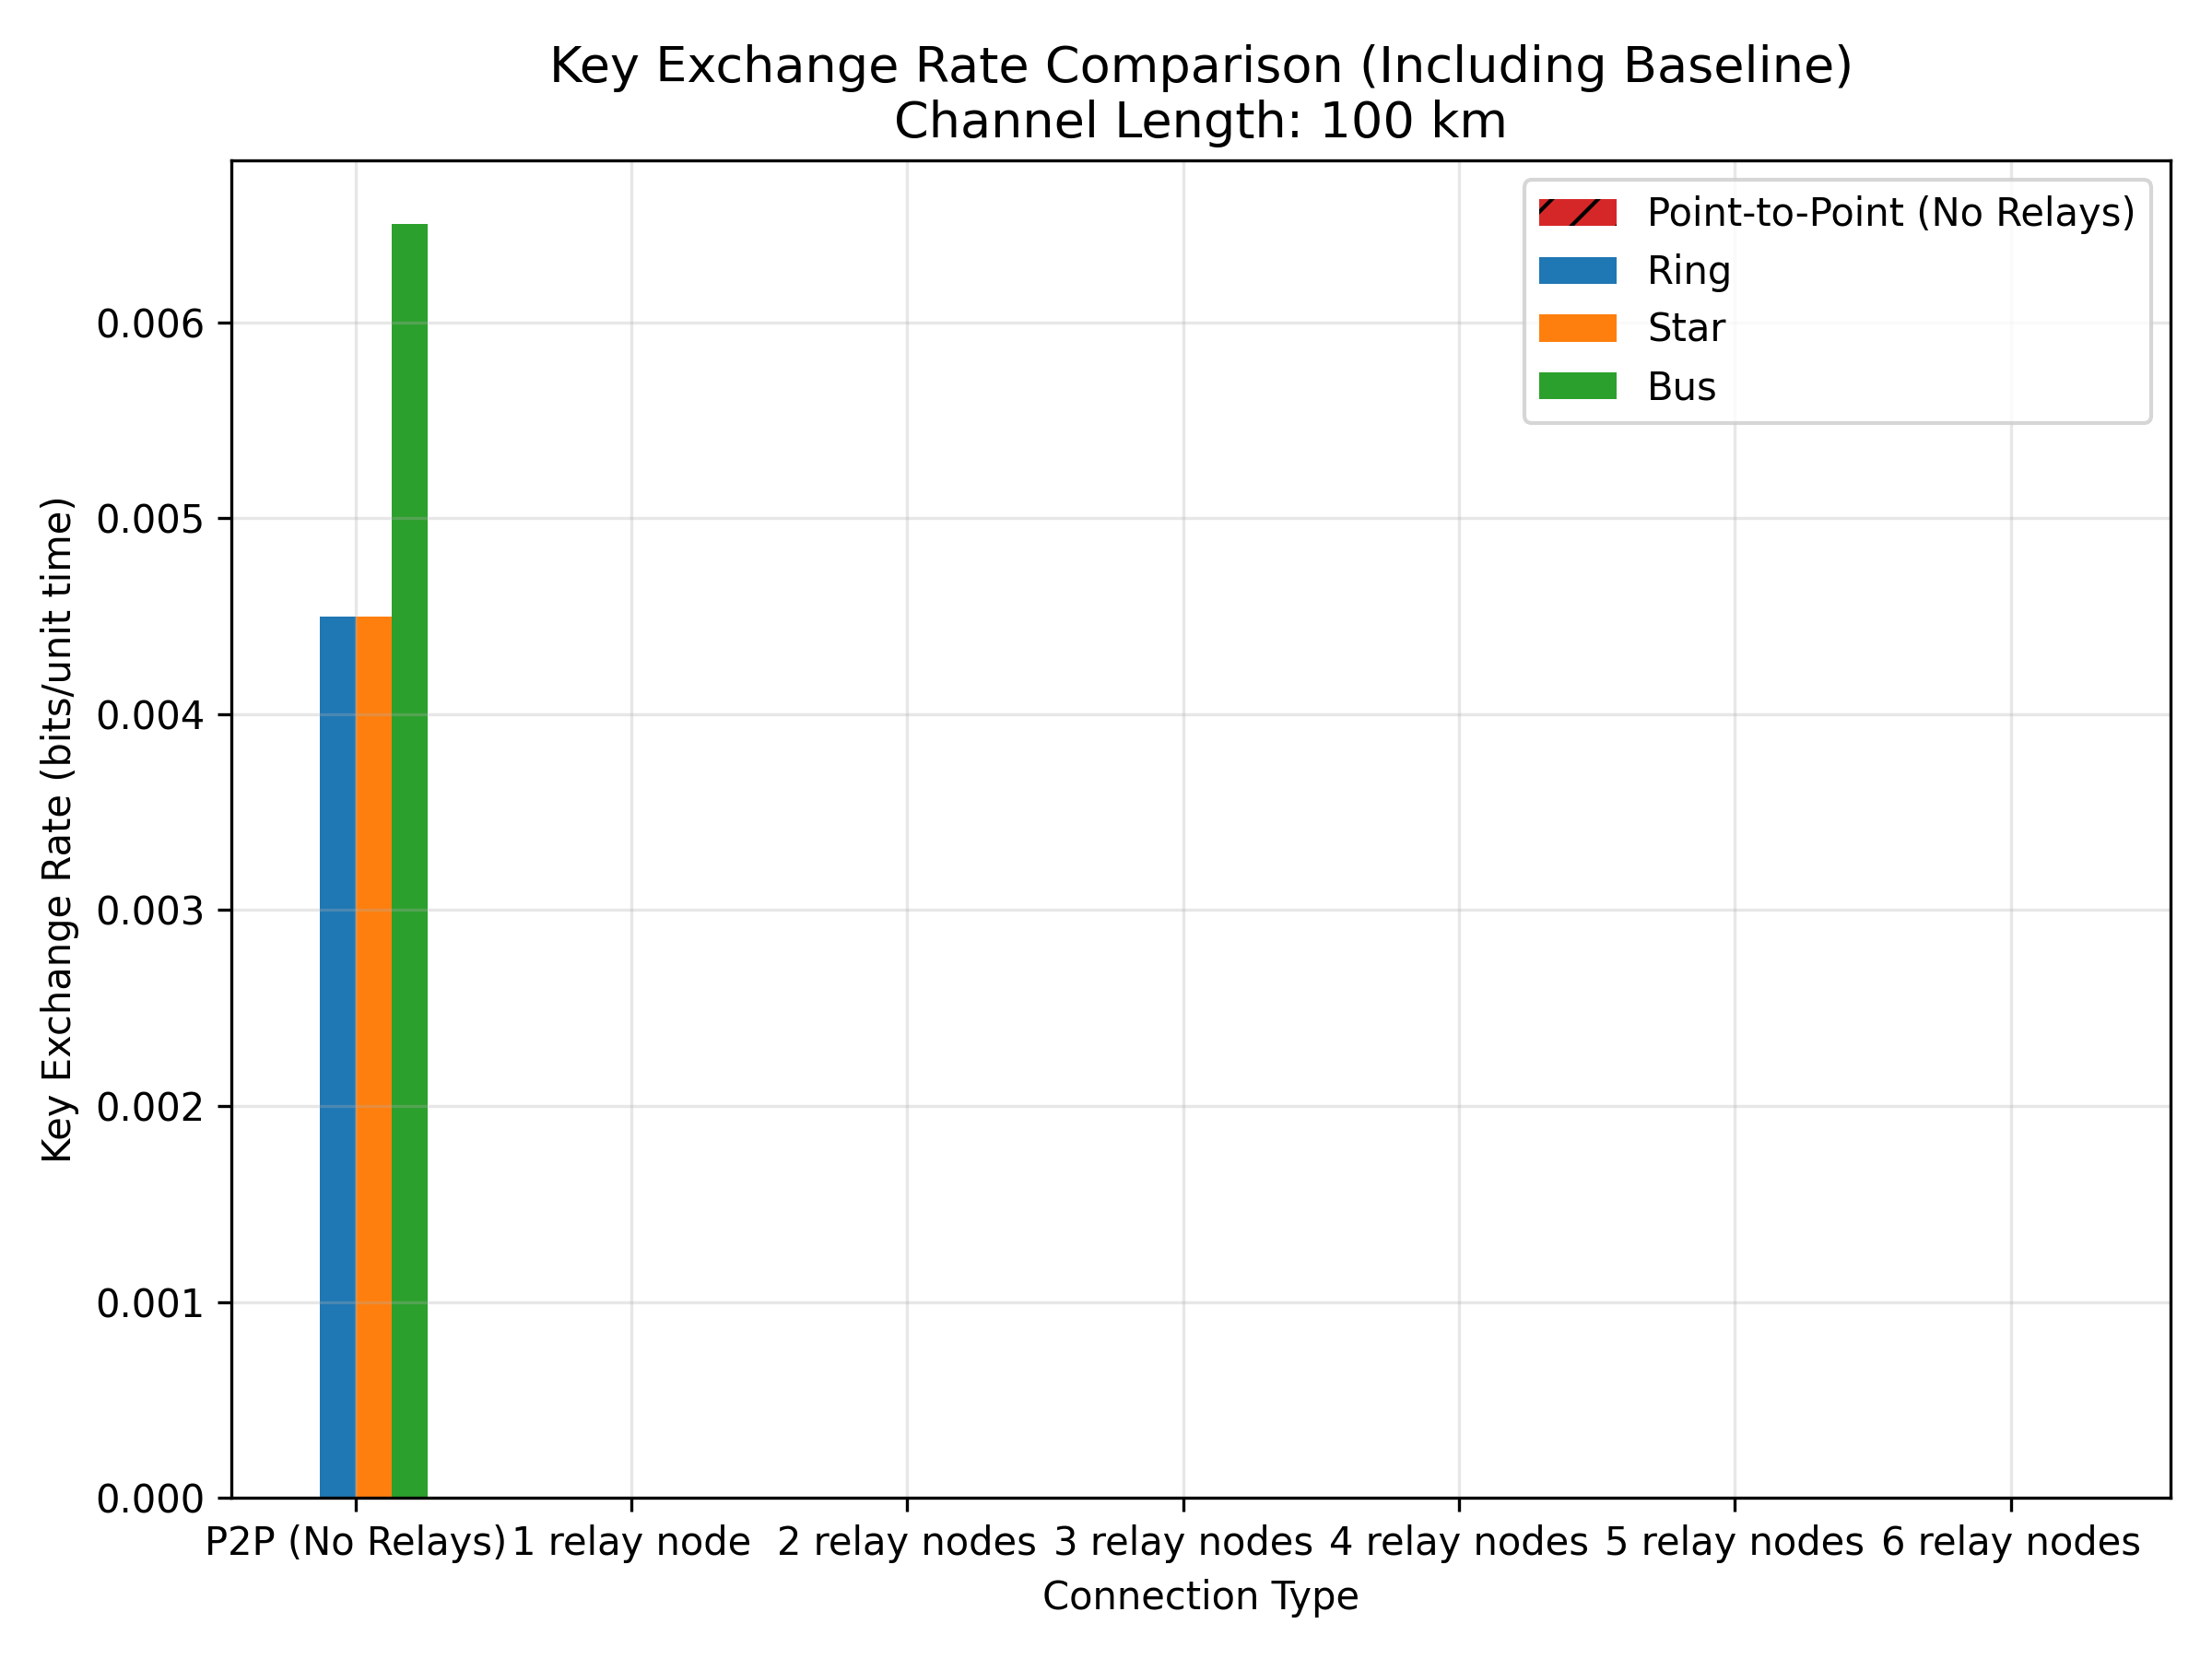 Key Exchange Rate Comparison (Including Baseline)
Channel Length: 100 km
Point-to-Point (No Relays)
Ring
Star
Bus
Key Exchange Rate (bits/unit time)
0.006
0.005
0.004
0.003
0.002
0.001
0.000
P2P (No Relays) 1 relay node 2 relay nodes 3 relay nodes 4 relay nodes 5 relay nodes 6 relay nodes
Connection Type